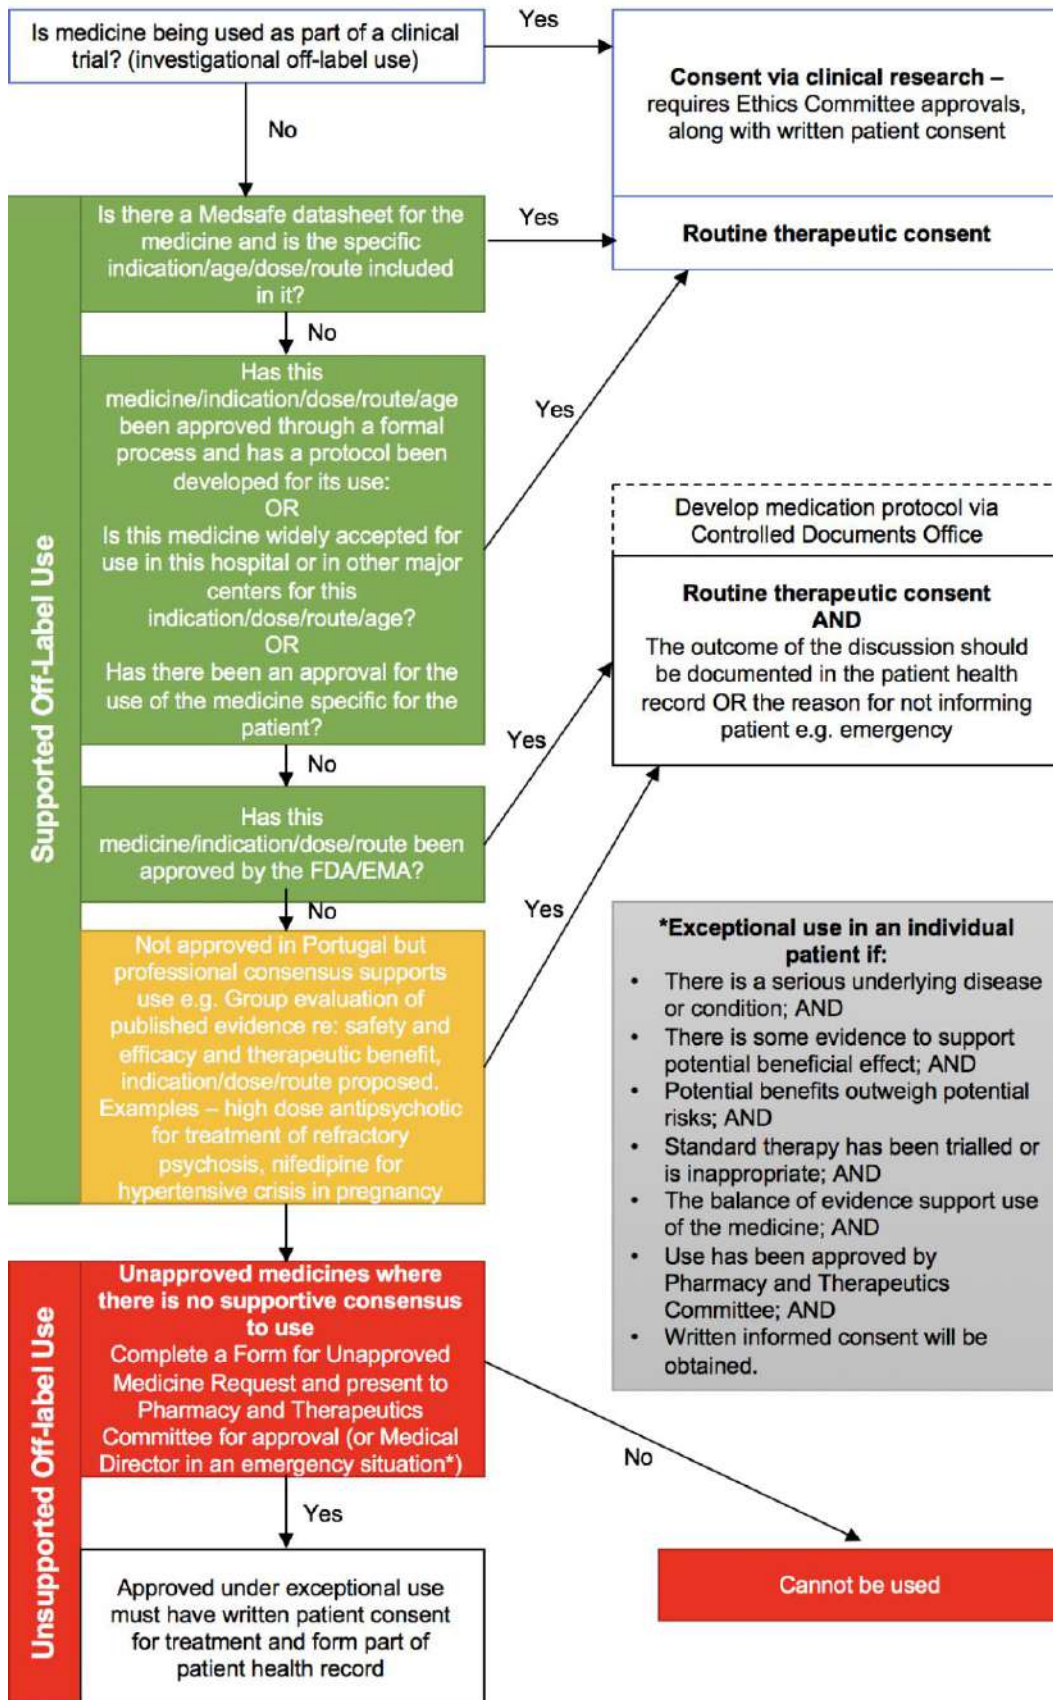 Is medicine being used as part of a clinical
trial? (investigational off-label use)
Yes
Consent via clinical research –
requires Ethics Committee approvals,
along with written patient consent
No
Supported Off-Label Use
Is there a Medsafe datasheet for the
medicine and is the specific
indication/age/dose/route included
in it?
Yes
Routine therapeutic consent
No
Has this
medicine/indication/dose/route/age
been approved through a formal
process and has a protocol been
developed for its use:
OR
Is this medicine widely accepted for
use in this hospital or in other major
centers for this
indication/dose/route/age?
OR
Has there been an approval for the
use of the medicine specific for the
patient?
Yes
Develop medication protocol via
Controlled Documents Office
Routine therapeutic consent
AND
The outcome of the discussion should
be documented in the patient health
record OR the reason for not informing
patient e.g. emergency
No
Has this
medicine/indication/dose/route been
approved by the FDA/EMA?
Yes
No
Not approved in Portugal but
professional consensus supports
use e.g. Group evaluation of
published evidence re: safety and
efficacy and therapeutic benefit,
indication/dose/route proposed.
Examples – high dose antipsychotic
for treatment of refractory
psychosis, nifedipine for
hypertensive crisis in pregnancy
Yes
*Exceptional use in an individual
patient if:
• There is a serious underlying disease
or condition; AND
• There is some evidence to support
potential beneficial effect; AND
• Potential benefits outweigh potential
risks; AND
• Standard therapy has been trialled or
is inappropriate; AND
• The balance of evidence support use
of the medicine; AND
• Use has been approved by
Pharmacy and Therapeutics
Committee; AND
• Written informed consent will be
obtained.
Unsupported Off-label Use
Unapproved medicines where
there is no supportive consensus
to use
Complete a Form for Unapproved
Medicine Request and present to
Pharmacy and Therapeutics
Committee for approval (or Medical
Director in an emergency situation*)
No
Yes
Approved under exceptional use
must have written patient consent
for treatment and form part of
patient health record
Cannot be used